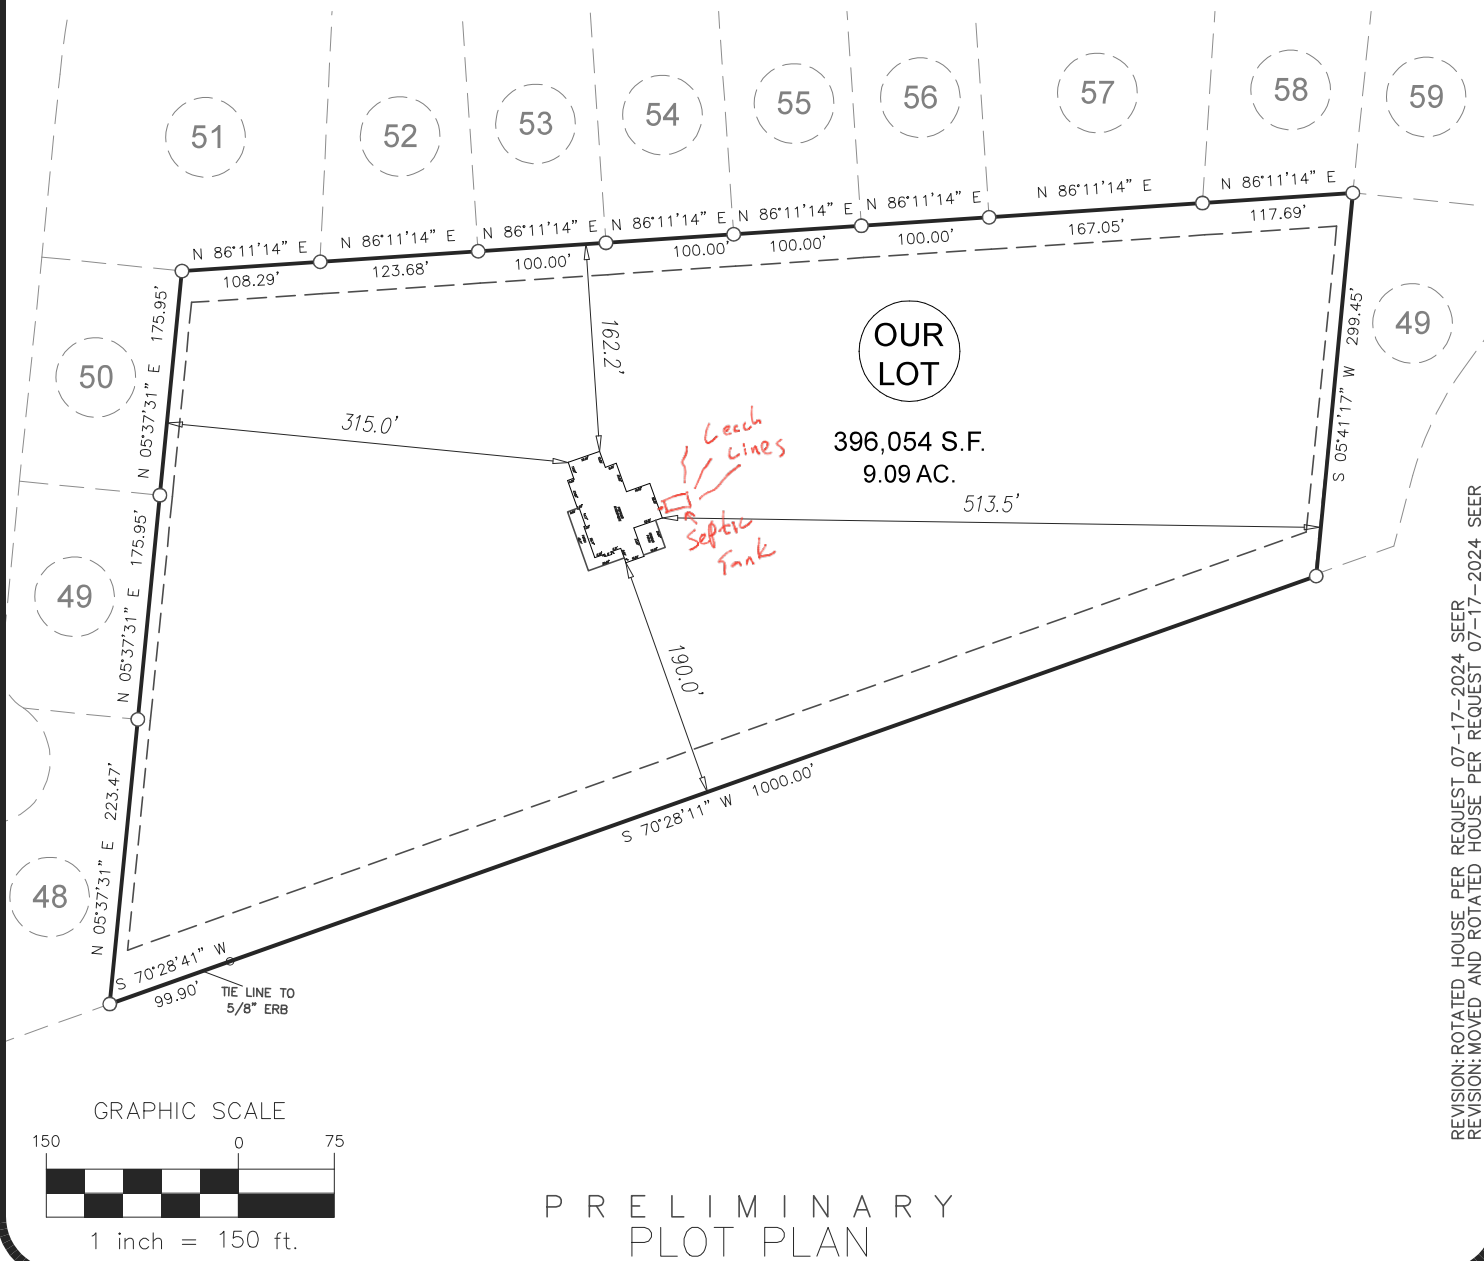 51
52
53
54
55
56
57
58
59
N 86°11'14" E
108.29'
N 86°11'14" E
123.68'
N 86°11'14" E
100.00'
N 86°11'14" E
100.00'
N 86°11'14" E
100.00'
N 86°11'14" E
100.00'
N 86°11'14" E
167.05'
N 86°11'14" E
117.69'
50
N 05°37'31" E 175.95'
162.2'
OUR
LOT
S 05°41'17" W 299.45'
49
315.0'
Leach
Lines
396,054 S.F.
9.09 AC.
513.5'
Septic
Tank
49
N 05°37'31" E 175.95'
190.0'
S 70°28'11" W 1000.00'
48
N 05°37'31" E 223.47'
S 70°28'41" W
99.90'
TIE LINE TO
5/8" ERB
GRAPHIC SCALE
150 0 75
1 inch = 150 ft.
PRELIMINARY
PLOT PLAN
REVISION: ROTATED HOUSE PER REQUEST 07-17-2024 SEER
REVISION: MOVED AND ROTATED HOUSE PER REQUEST 07-17-2024 SEER